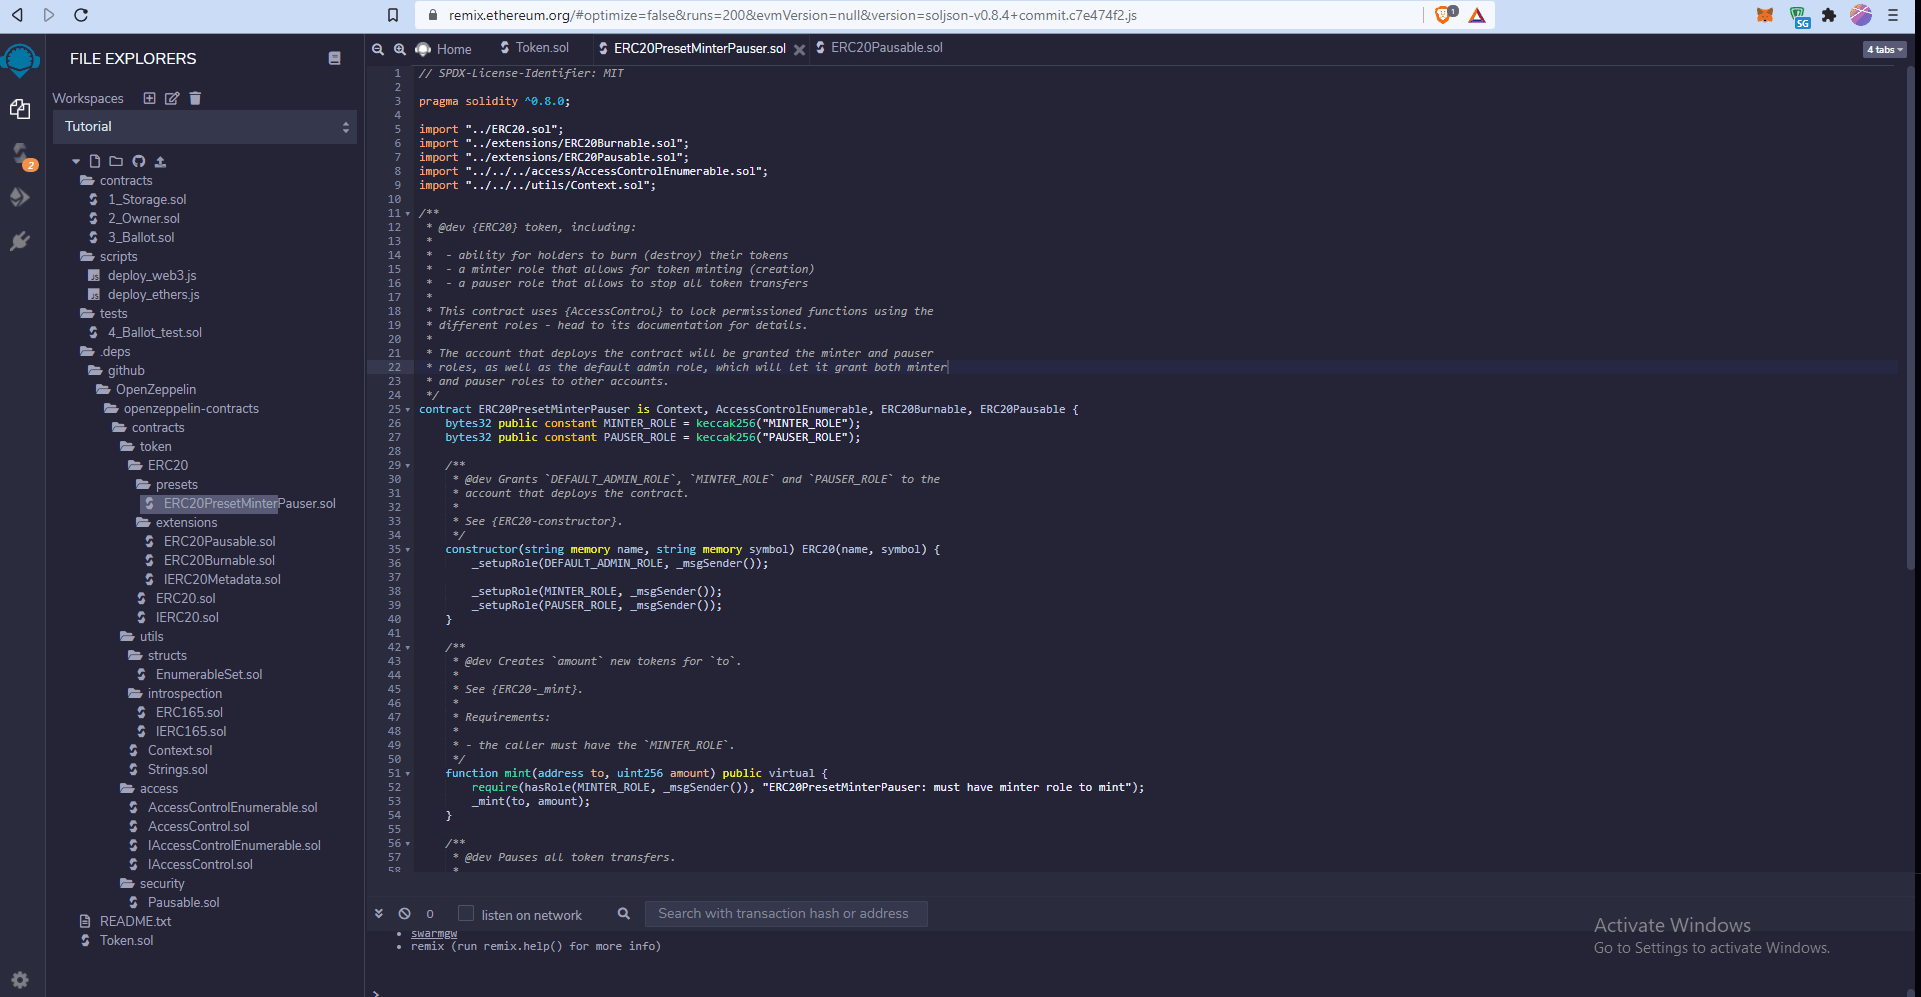 remix.ethereum.org/#optimize=false&runs=200&evmVersion=null&version=soljson-v0.8.4+commit.c7e474f2.js
1
SG
FILE EXPLORERS
Workspaces
Tutorial
2
contracts
1_Storage.sol
2_Owner.sol
3_Ballot.sol
scripts
deploy_web3.js
deploy_ethers.js
tests
4_Ballot_test.sol
.deps
github
OpenZeppelin
openzeppelin-contracts
contracts
token
ERC20
presets
ERC20PresetMinterPauser.sol
extensions
ERC20Pausable.sol
ERC20Burnable.sol
IERC20Metadata.sol
ERC20.sol
IERC20.sol
utils
structs
EnumerableSet.sol
introspection
ERC165.sol
IERC165.sol
Context.sol
Strings.sol
access
AccessControlEnumerable.sol
AccessControl.sol
IAccessControlEnumerable.sol
IAccessControl.sol
security
Pausable.sol
README.txt
Token.sol
Home Token.sol ERC20PresetMinterPauser.sol ERC20Pausable.sol 4 tabs
1 // SPDX-License-Identifier: MIT
2
3 pragma solidity ^0.8.0;
4
5 import "../ERC20.sol";
6 import "../extensions/ERC20Burnable.sol";
7 import "../extensions/ERC20Pausable.sol";
8 import "../../../access/AccessControlEnumerable.sol";
9 import "../../../utils/Context.sol";
10
11 /**
12 * @dev {ERC20} token, including:
13 *
14 * - ability for holders to burn (destroy) their tokens
15 * - a minter role that allows for token minting (creation)
16 * - a pauser role that allows to stop all token transfers
17 *
18 * This contract uses {AccessControl} to lock permissioned functions using the
19 * different roles - head to its documentation for details.
20 *
21 * The account that deploys the contract will be granted the minter and pauser
22 * roles, as well as the default admin role, which will let it grant both minter
23 * and pauser roles to other accounts.
24 */
25 contract ERC20PresetMinterPauser is Context, AccessControlEnumerable, ERC20Burnable, ERC20Pausable {
26 bytes32 public constant MINTER_ROLE = keccak256("MINTER_ROLE");
27 bytes32 public constant PAUSER_ROLE = keccak256("PAUSER_ROLE");
28
29 /**
30 * @dev Grants `DEFAULT_ADMIN_ROLE`, `MINTER_ROLE` and `PAUSER_ROLE` to the
31 * account that deploys the contract.
32 *
33 * See {ERC20-constructor}.
34 */
35 constructor(string memory name, string memory symbol) ERC20(name, symbol) {
36 _setupRole(DEFAULT_ADMIN_ROLE, _msgSender());
37
38 _setupRole(MINTER_ROLE, _msgSender());
39 _setupRole(PAUSER_ROLE, _msgSender());
40 }
41
42 /**
43 * @dev Creates `amount` new tokens for `to`.
44 *
45 * See {ERC20-_mint}.
46 *
47 * Requirements:
48 *
49 * - the caller must have the `MINTER_ROLE`.
50 */
51 function mint(address to, uint256 amount) public virtual {
52 require(hasRole(MINTER_ROLE, _msgSender()), "ERC20PresetMinterPauser: must have minter role to mint");
53 _mint(to, amount);
54 }
55
56 /**
57 * @dev Pauses all token transfers.
58 *
0 listen on network Search with transaction hash or address
swarmgw
remix (run remix.help() for more info)
>
Activate Windows
Go to Settings to activate Windows.